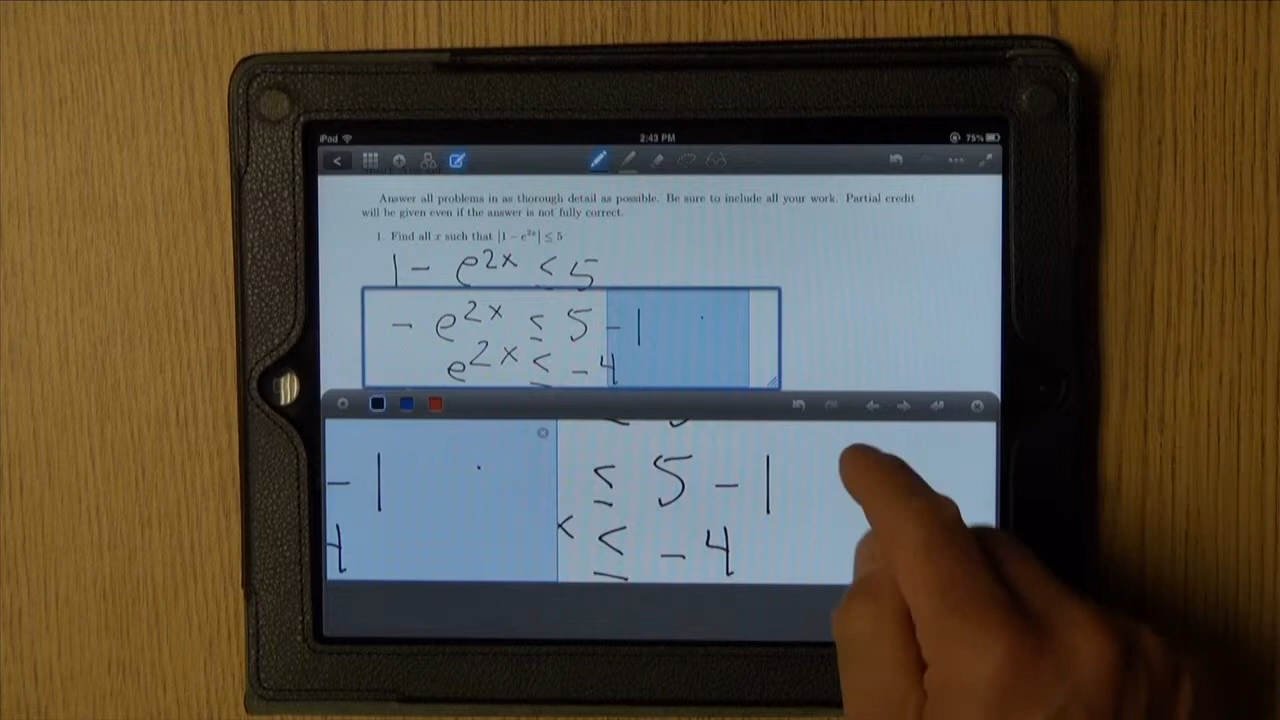 iPad 2:43 PM 75%
Answer all problems in as thorough detail as possible. Be sure to include all your work. Partial credit
will be given even if the answer is not fully correct.
1. Find all x such that |1 − e^{2x}| ≤ 5
1 − e^{2x} ≤ 5
− e^{2x} ≤ 5 − 1
e^{2x} ≤ − 4
− 1 ≤ 5 − 1
4 x ≤ − 4